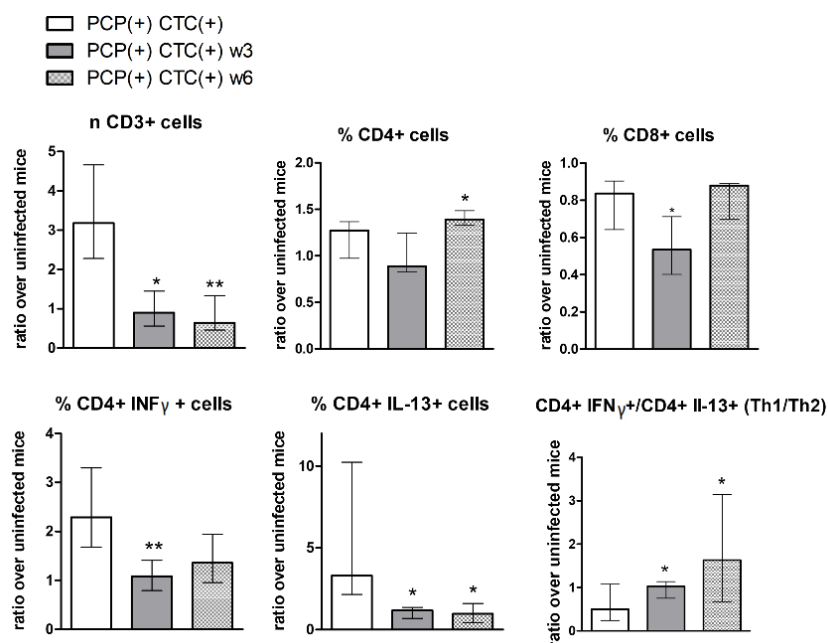 PCP(+) CTC(+)
PCP(+) CTC(+) w3
PCP(+) CTC(+) w6
n CD3+ cells
ratio over uninfected mice
5
4
3
2
1
0
*
**
% CD4+ cells
ratio over uninfected mice
2.0
1.5
1.0
0.5
0.0
*
% CD8+ cells
ratio over uninfected mice
1.0
0.8
0.6
0.4
0.2
0.0
*
% CD4+ INFγ + cells
ratio over uninfected mice
4
3
2
1
0
**
% CD4+ IL-13+ cells
ratio over uninfected mice
10
5
0
*
*
CD4+ IFNγ+/CD4+ Il-13+ (Th1/Th2)
ratio over uninfected mice
4
3
2
1
0
*
*